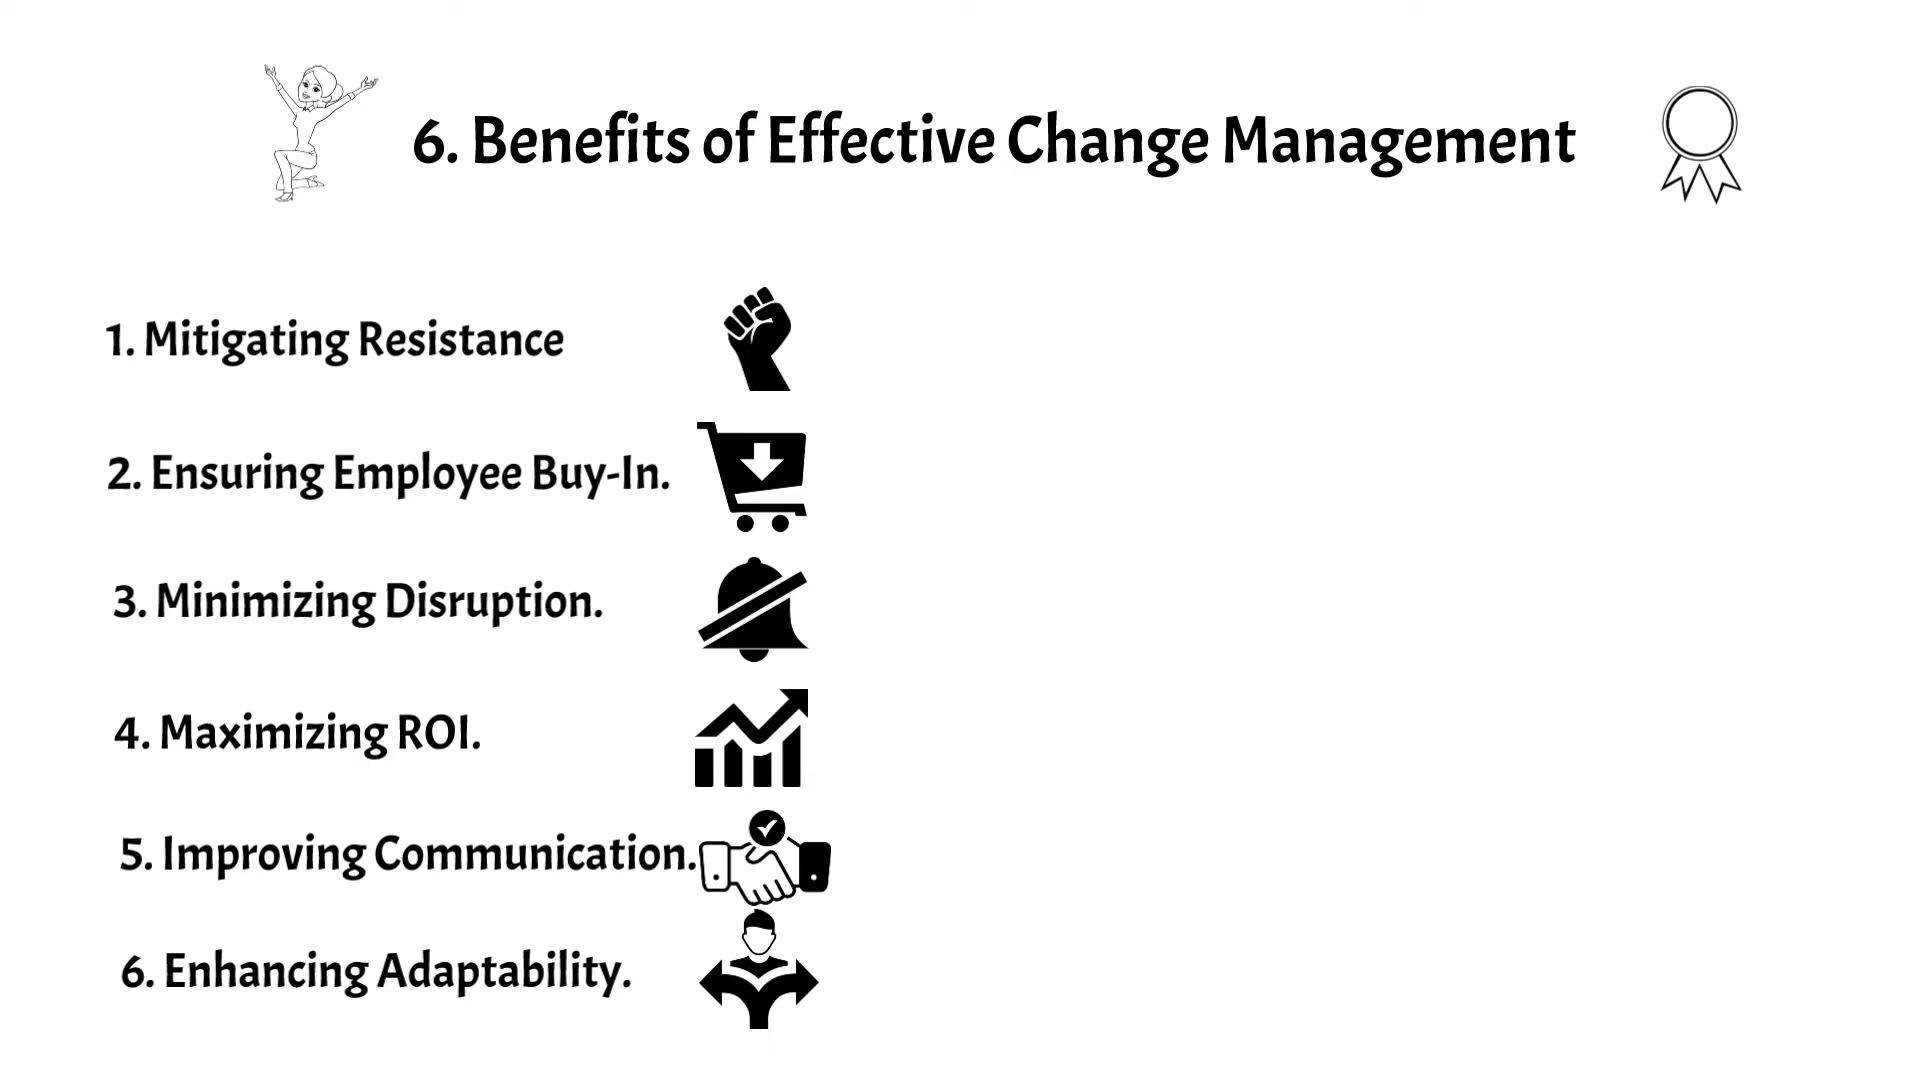 6. Benefits of Effective Change Management
1. Mitigating Resistance
2. Ensuring Employee Buy-In.
3. Minimizing Disruption.
4. Maximizing ROI.
5. Improving Communication.
6. Enhancing Adaptability.